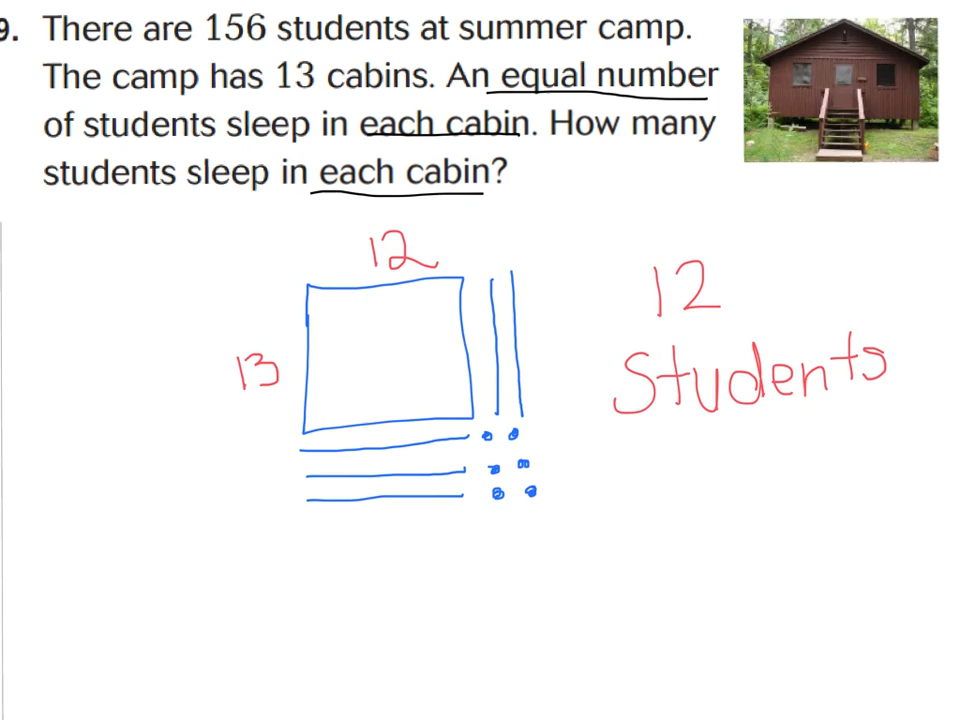 9. There are 156 students at summer camp.
The camp has 13 cabins. An equal number
of students sleep in each cabin. How many
students sleep in each cabin?
12
13
12
Students